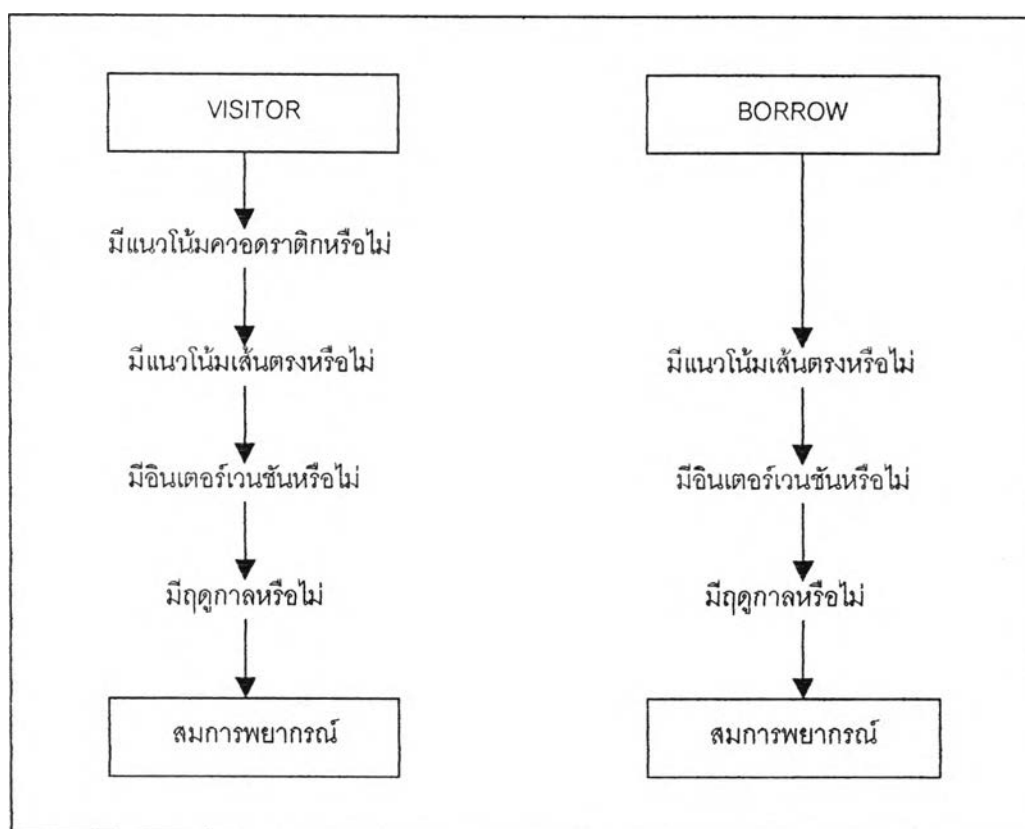 VISITOR
มีแนวโน้มควอดราติกหรือไม่
มีแนวโน้มเส้นตรงหรือไม่
มีอินเตอร์เวนชันหรือไม่
มีฤดูกาลหรือไม่
สมการพยากรณ์
BORROW
มีแนวโน้มเส้นตรงหรือไม่
มีอินเตอร์เวนชันหรือไม่
มีฤดูกาลหรือไม่
สมการพยากรณ์